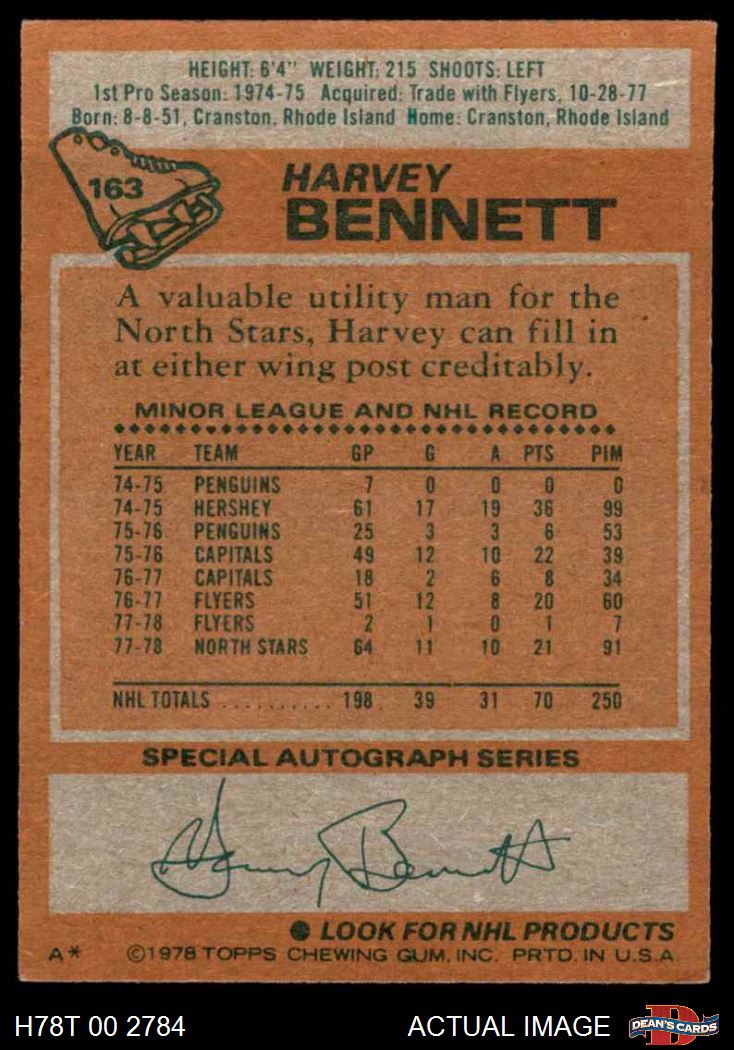 HEIGHT: 6'4" WEIGHT: 215 SHOOTS: LEFT
1st Pro Season: 1974-75 Acquired: Trade with Flyers, 10-28-77
Born: 8-8-51, Cranston, Rhode Island Home: Cranston, Rhode Island
163
HARVEY
BENNETT
A valuable utility man for the
North Stars, Harvey can fill in
at either wing post creditably.
MINOR LEAGUE AND NHL RECORD
YEAR TEAM GP G A PTS PIM
74-75 PENGUINS 7 0 0 0 0
74-75 HERSHEY 61 17 19 36 99
75-76 PENGUINS 25 3 3 6 53
75-76 CAPITALS 49 12 10 22 39
76-77 CAPITALS 18 2 6 8 34
76-77 FLYERS 51 12 8 20 60
77-78 FLYERS 2 1 0 1 7
77-78 NORTH STARS 64 11 10 21 91
NHL TOTALS .......... 198 39 31 70 250
SPECIAL AUTOGRAPH SERIES
Harvey Bennett
● LOOK FOR NHL PRODUCTS
A* ©1978 TOPPS CHEWING GUM, INC. PRTD. IN U.S.A.
H78T 00 2784 ACTUAL IMAGE D DEAN'S CARDS